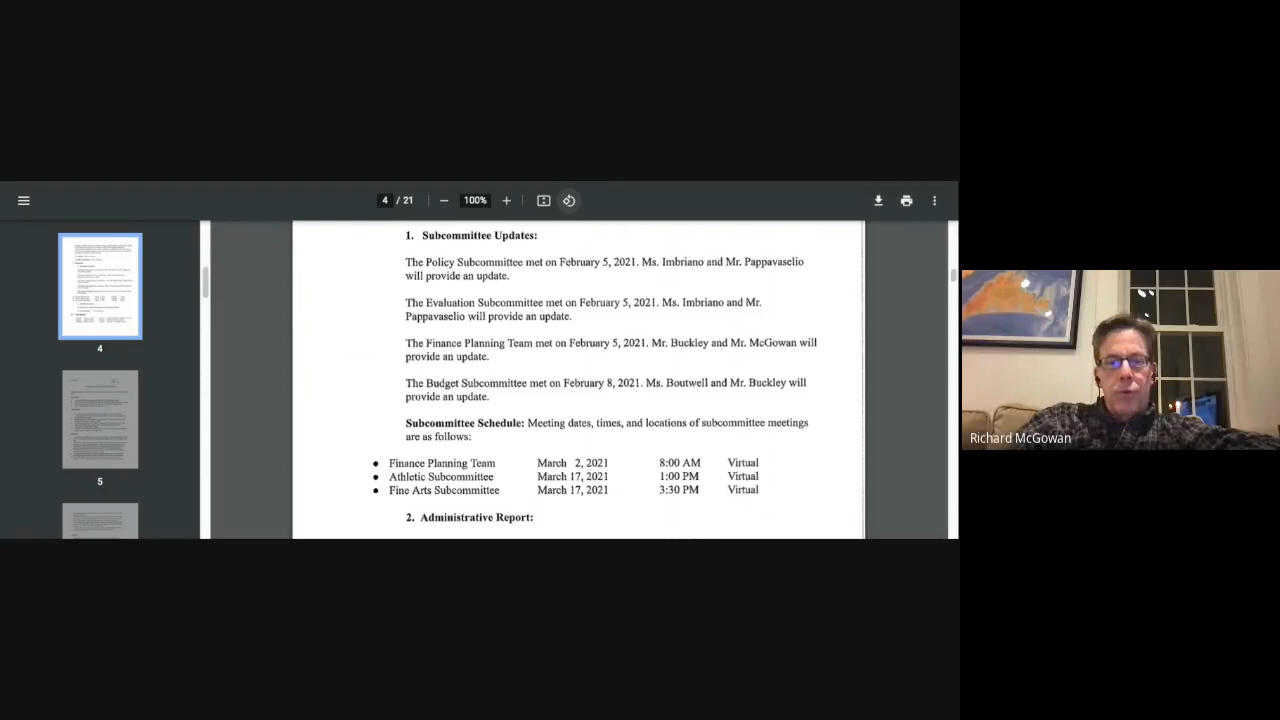 4 / 21
100%
1. Subcommittee Updates:
The Policy Subcommittee met on February 5, 2021. Ms. Imbriano and Mr. Pappavaselio
will provide an update.
The Evaluation Subcommittee met on February 5, 2021. Ms. Imbriano and Mr.
Pappavaselio will provide an update.
The Finance Planning Team met on February 5, 2021. Mr. Buckley and Mr. McGowan will
provide an update.
The Budget Subcommittee met on February 8, 2021. Ms. Boutwell and Mr. Buckley will
provide an update.
Subcommittee Schedule: Meeting dates, times, and locations of subcommittee meetings
are as follows:
● Finance Planning Team March 2, 2021 8:00 AM Virtual
● Athletic Subcommittee March 17, 2021 1:00 PM Virtual
● Fine Arts Subcommittee March 17, 2021 3:30 PM Virtual
2. Administrative Report:
4
5
Richard McGowan